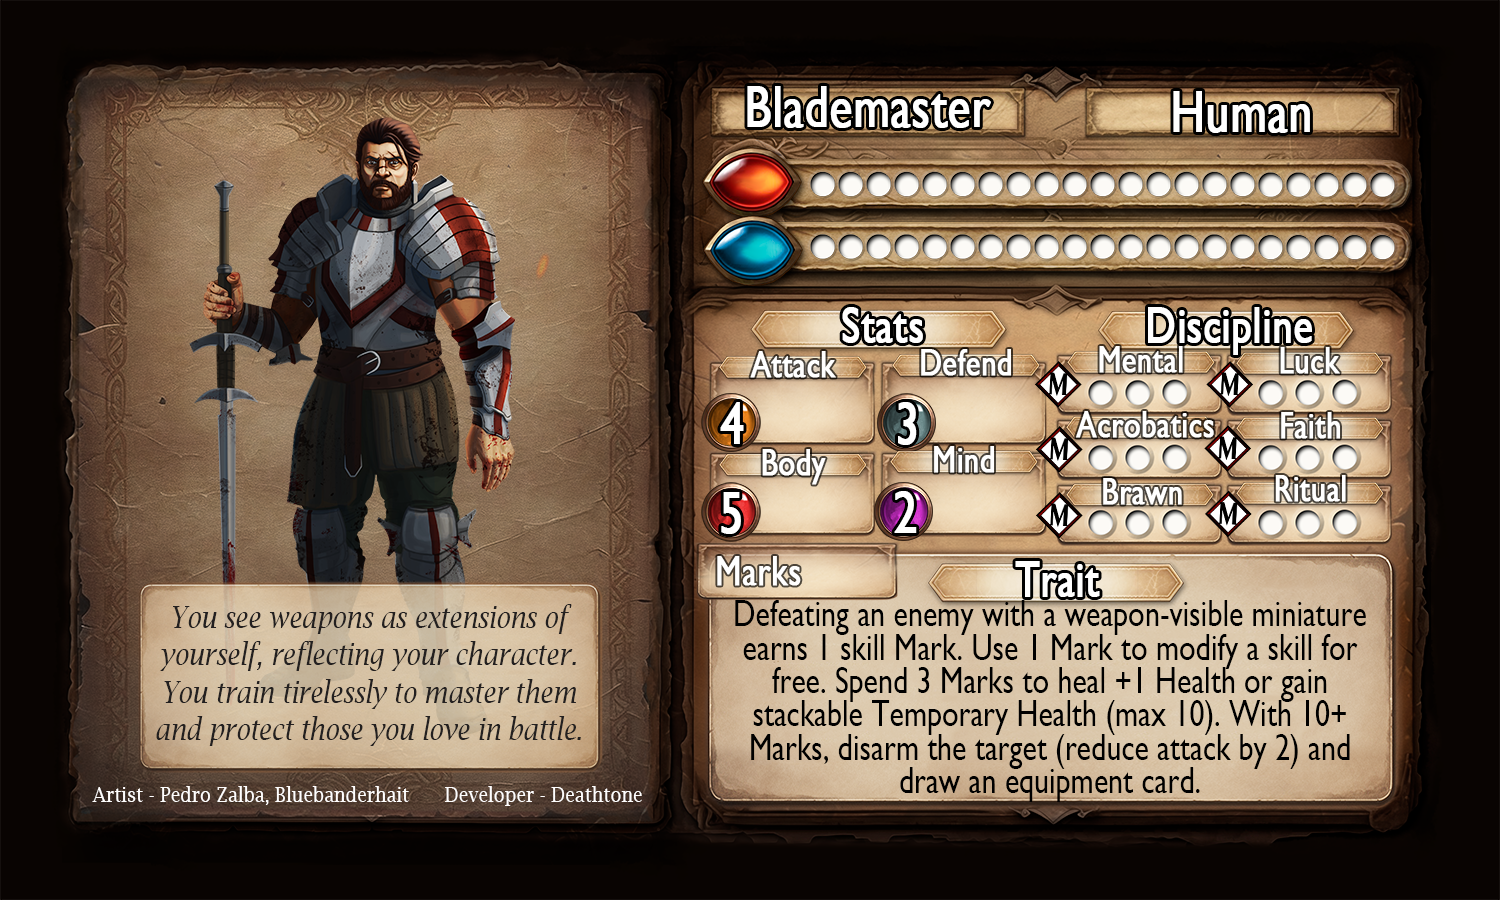 Blademaster
Human
Stats
Discipline
Attack
Defend
4
3
Body
Mind
5
2
Mental
Luck
M
M
Acrobatics
Faith
M
M
Brawn
Ritual
M
M
Marks
Trait
Defeating an enemy with a weapon-visible miniature
earns 1 skill Mark. Use 1 Mark to modify a skill for
free. Spend 3 Marks to heal +1 Health or gain
stackable Temporary Health (max 10). With 10+
Marks, disarm the target (reduce attack by 2) and
draw an equipment card.
You see weapons as extensions of
yourself, reflecting your character.
You train tirelessly to master them
and protect those you love in battle.
Artist - Pedro Zalba, Bluebanderhait
Developer - Deathtone